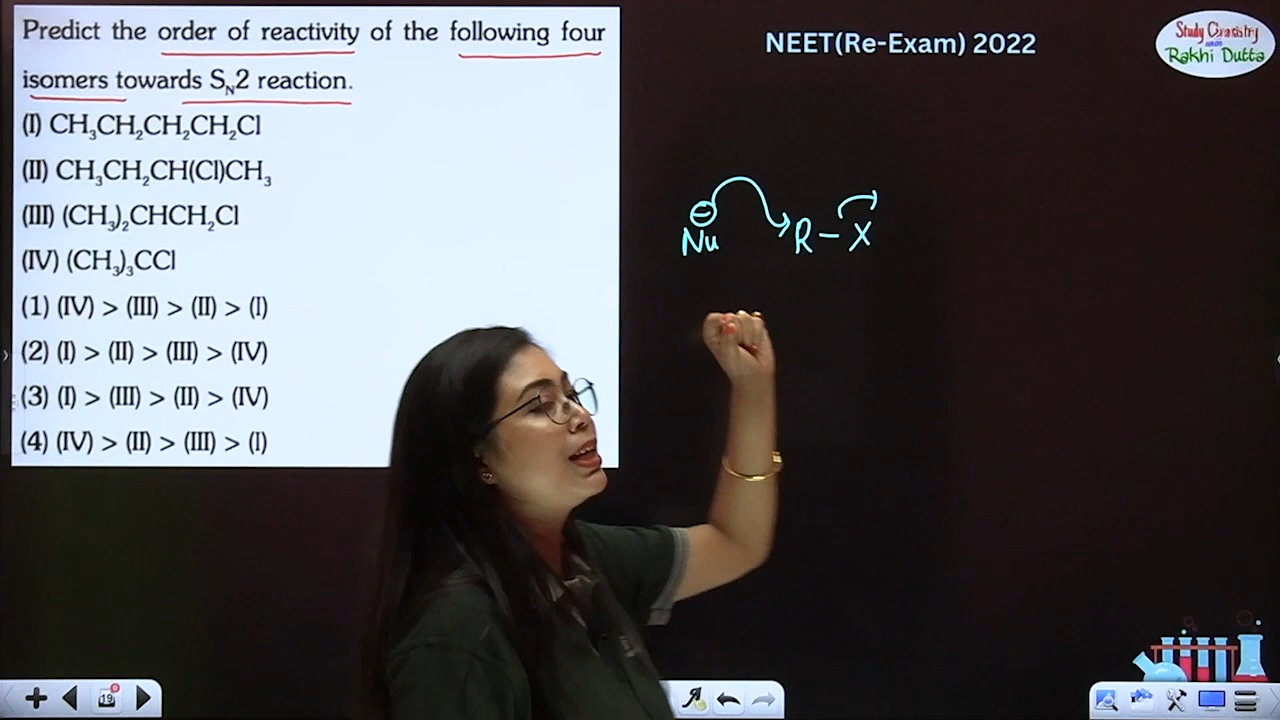 Predict the order of reactivity of the following four
isomers towards S_N2 reaction.
(I) CH₃CH₂CH₂CH₂Cl
(II) CH₃CH₂CH(Cl)CH₃
(III) (CH₃)₂CHCH₂Cl
(IV) (CH₃)₃CCl
(1) (IV) > (III) > (II) > (I)
(2) (I) > (II) > (III) > (IV)
(3) (I) > (III) > (II) > (IV)
(4) (IV) > (II) > (III) > (I)
NEET(Re-Exam) 2022
Study Chemistry
Rakhi Dutta
⊖
Nu R – X
19